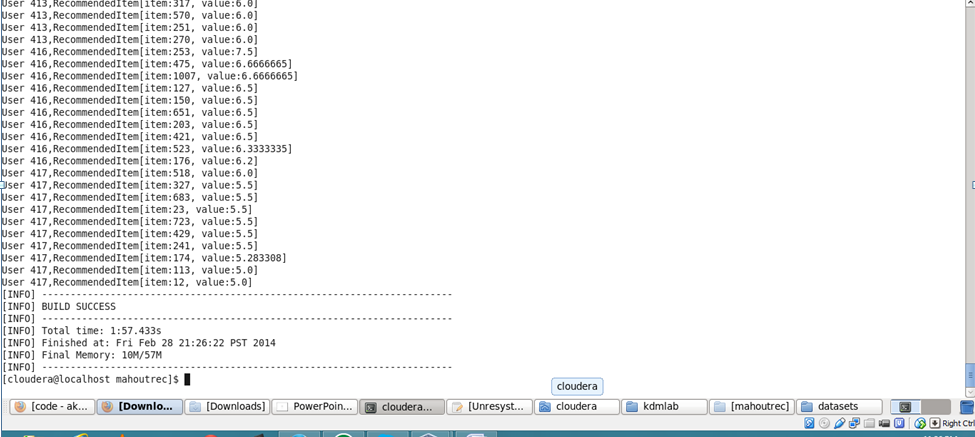 User 413,RecommendedItem[item:317, value:6.0]
User 413,RecommendedItem[item:570, value:6.0]
User 413,RecommendedItem[item:251, value:6.0]
User 413,RecommendedItem[item:270, value:6.0]
User 416,RecommendedItem[item:253, value:7.5]
User 416,RecommendedItem[item:475, value:6.6666665]
User 416,RecommendedItem[item:1007, value:6.6666665]
User 416,RecommendedItem[item:127, value:6.5]
User 416,RecommendedItem[item:150, value:6.5]
User 416,RecommendedItem[item:651, value:6.5]
User 416,RecommendedItem[item:203, value:6.5]
User 416,RecommendedItem[item:421, value:6.5]
User 416,RecommendedItem[item:523, value:6.3333335]
User 416,RecommendedItem[item:176, value:6.2]
User 417,RecommendedItem[item:518, value:6.0]
User 417,RecommendedItem[item:327, value:5.5]
User 417,RecommendedItem[item:683, value:5.5]
User 417,RecommendedItem[item:23, value:5.5]
User 417,RecommendedItem[item:723, value:5.5]
User 417,RecommendedItem[item:429, value:5.5]
User 417,RecommendedItem[item:241, value:5.5]
User 417,RecommendedItem[item:174, value:5.283308]
User 417,RecommendedItem[item:113, value:5.0]
User 417,RecommendedItem[item:12, value:5.0]
[INFO] ------------------------------------------------------------------------
[INFO] BUILD SUCCESS
[INFO] ------------------------------------------------------------------------
[INFO] Total time: 1:57.433s
[INFO] Finished at: Fri Feb 28 21:26:22 PST 2014
[INFO] Final Memory: 10M/57M
[INFO] ------------------------------------------------------------------------
[cloudera@localhost mahoutrec]$
cloudera
[code - ak... [Downlo... [Downloads] PowerPoin... cloudera... [Unresyst... cloudera kdmlab [mahoutrec] datasets
Right Ctrl